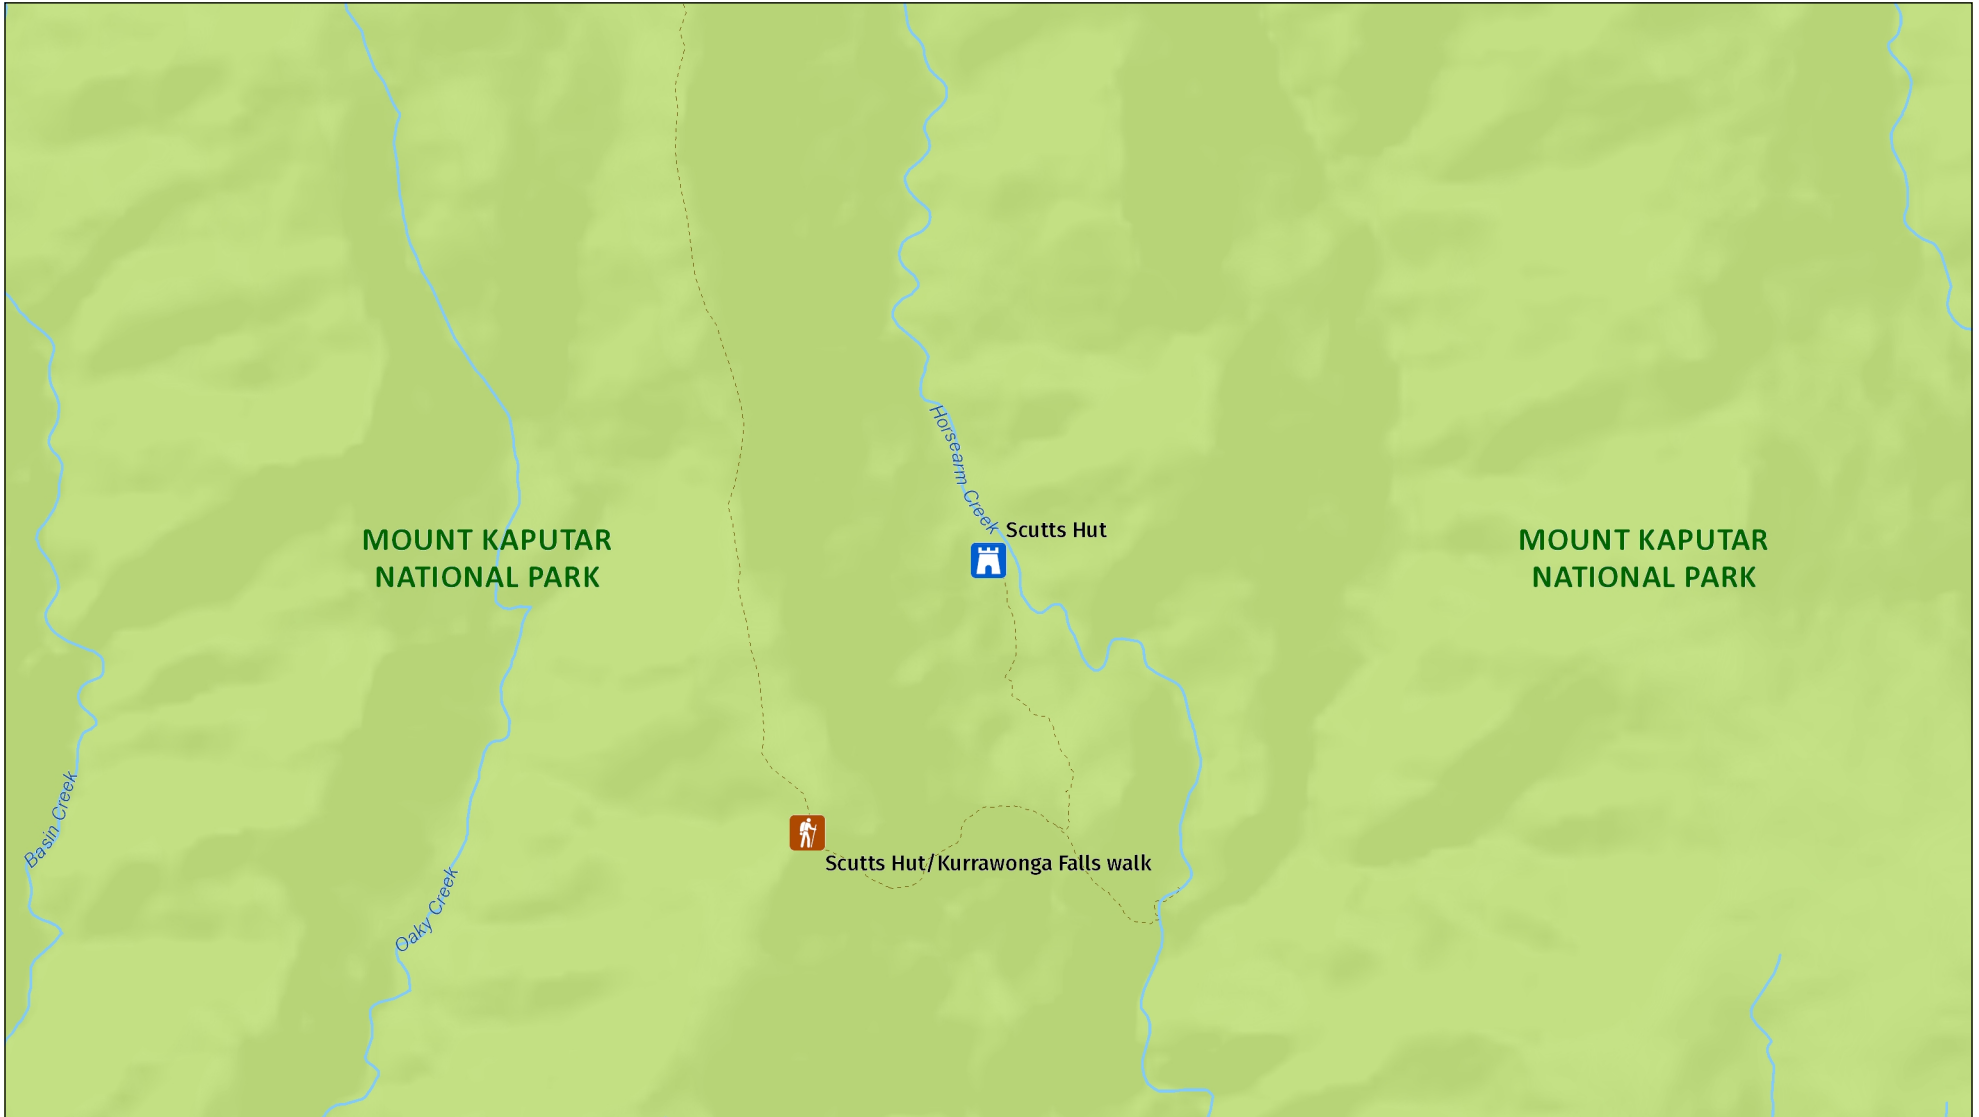 Horsearm Creek
Scutts Hut
MOUNT KAPUTAR
NATIONAL PARK
MOUNT KAPUTAR
NATIONAL PARK
Basin Creek
Scutts Hut/Kurrawonga Falls walk
Oaky Creek